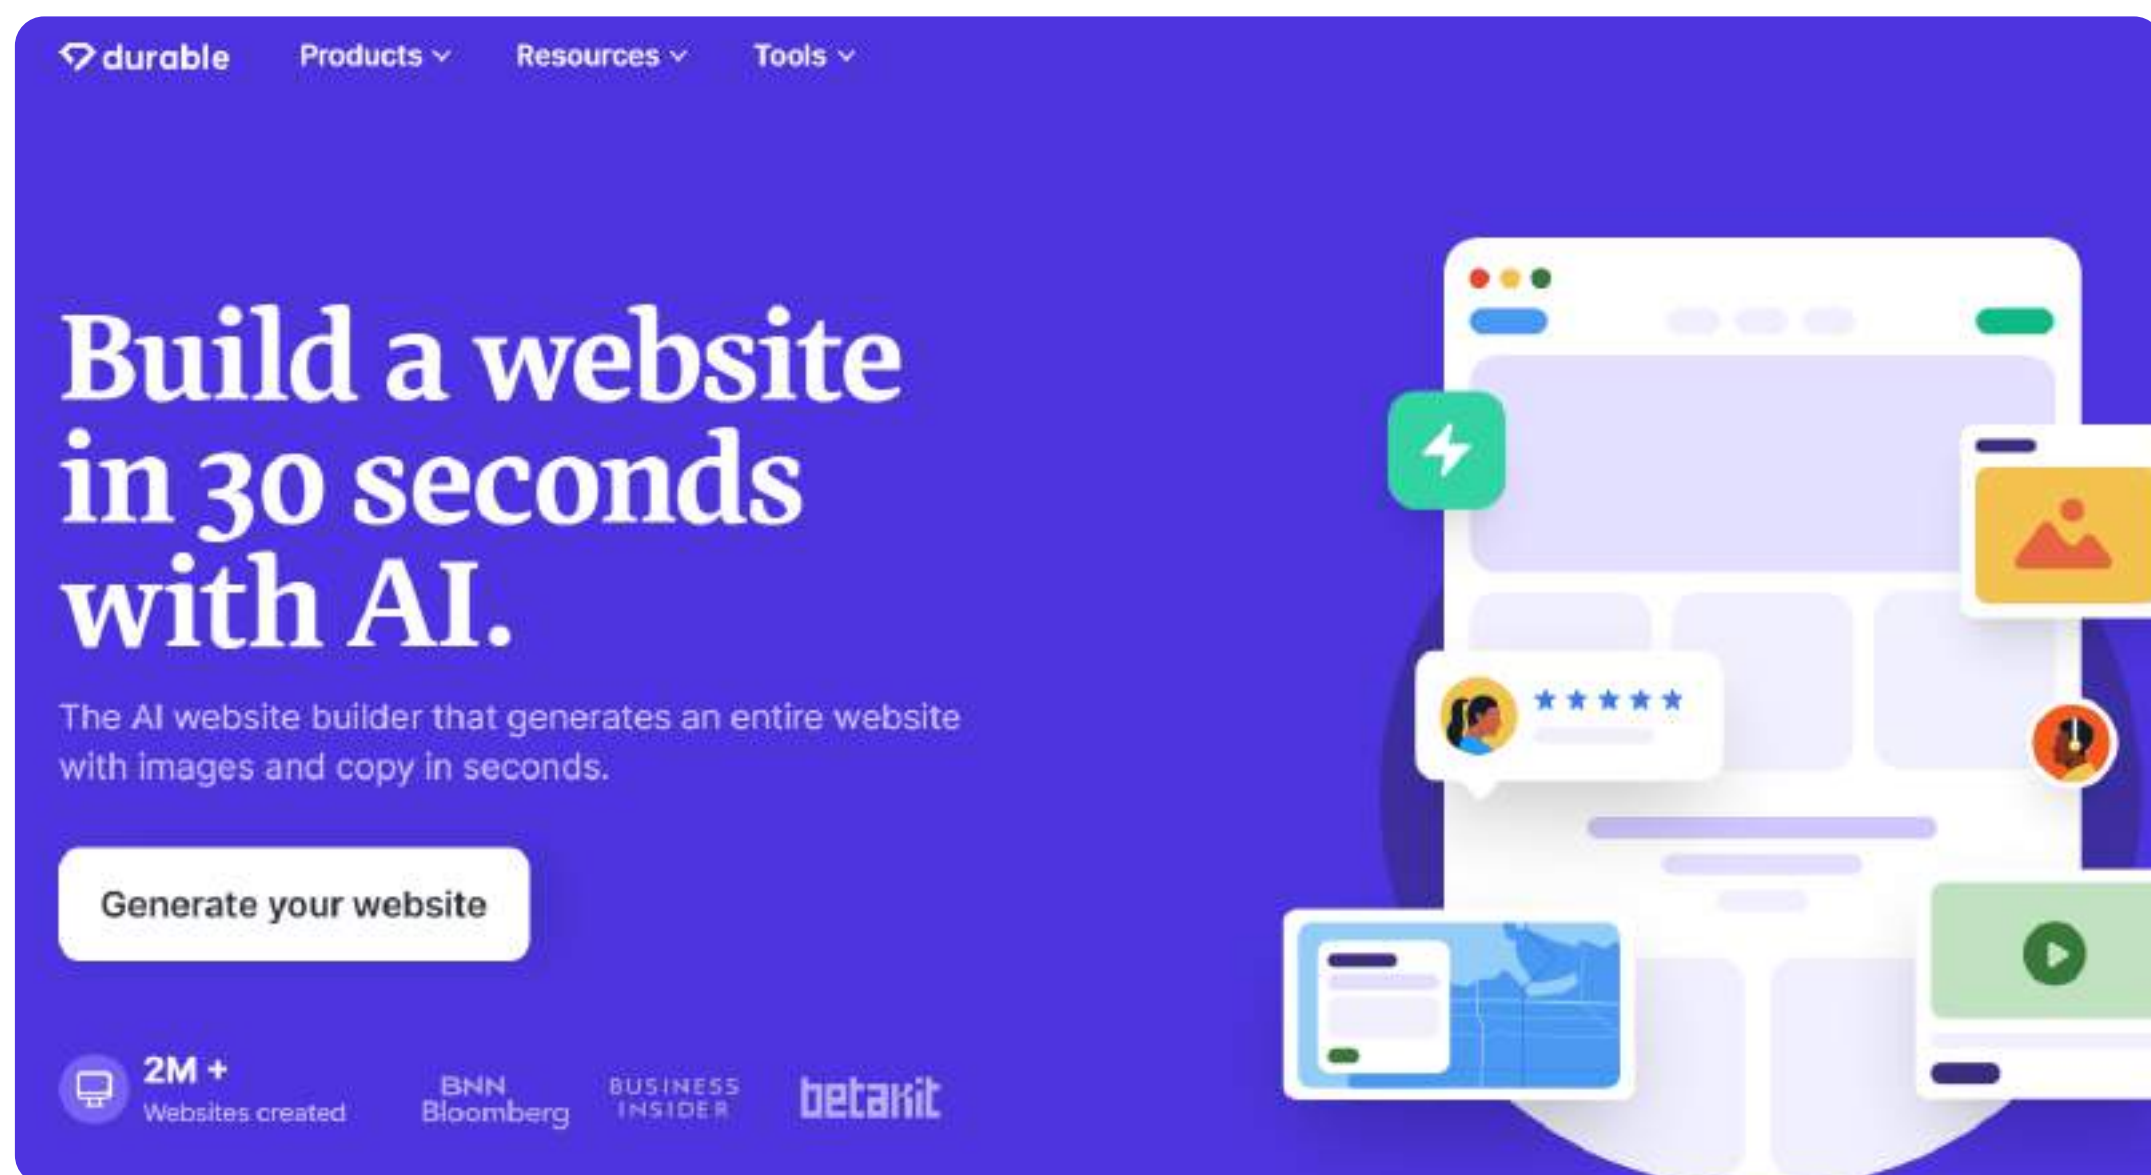 durable
Products
Resources
Tools
Build a website
in 30 seconds
with AI.
The AI website builder that generates an entire website
with images and copy in seconds.
Generate your website
2M +
Websites created
BNN
Bloomberg
BUSINESS
INSIDER
betakit